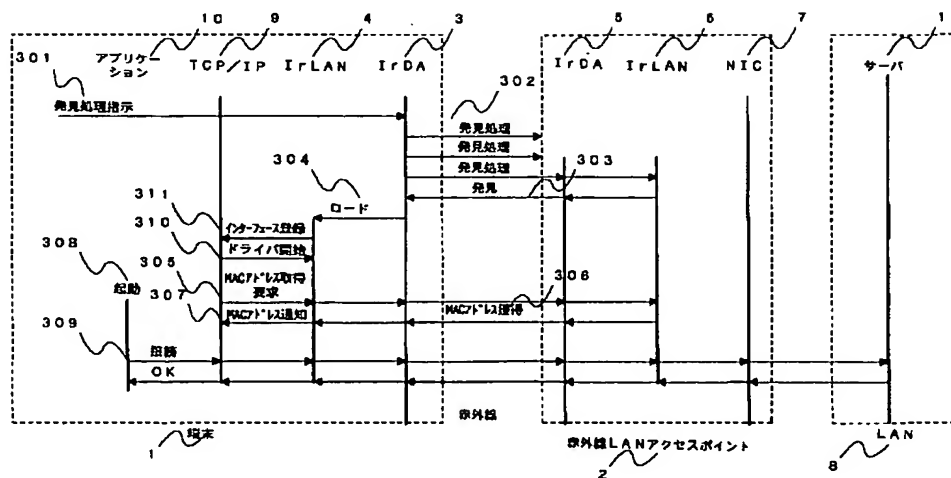 10 9 4 3 5 6 7 11
アプリケーション TCP/IP IrLAN IrDA IrDA IrLAN NIC サーバ
301
発見処理指示
302
発見処理
発見処理
発見処理
303
発見
304
ロード
311
インターフェース登録
310
ドライバ開始
308
起動
305
MACアドレス取得要求
306
MACアドレス獲得
307
MACアドレス通知
309
OK
赤外線
端末
1
赤外線LANアクセスポイント
2
LAN
8